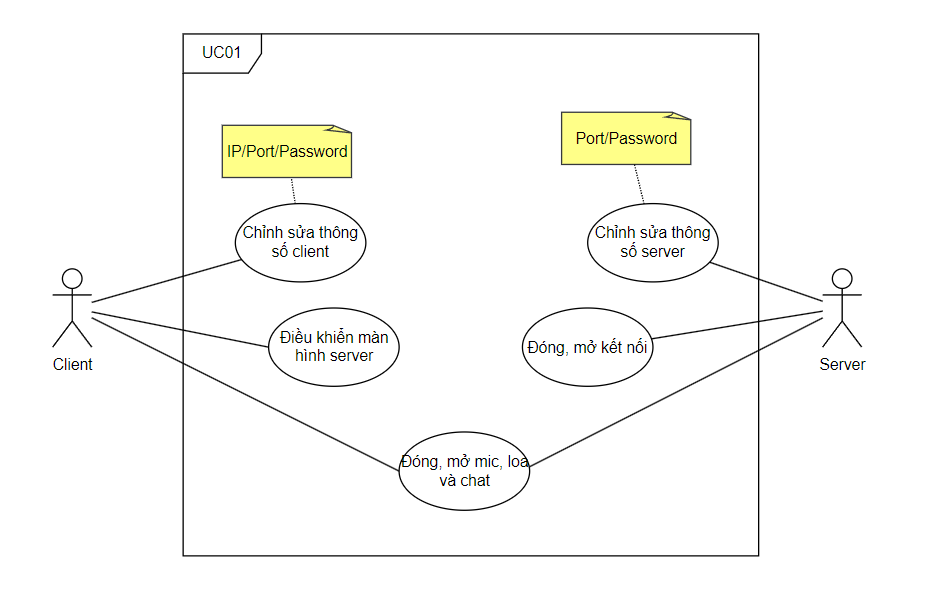 UC01
IP/Port/Password
Port/Password
Chỉnh sửa thông
số client
Chỉnh sửa thông
số server
Điều khiển màn
hình server
Đóng, mở kết nối
Client
Server
Đóng, mở mic, loa
và chat